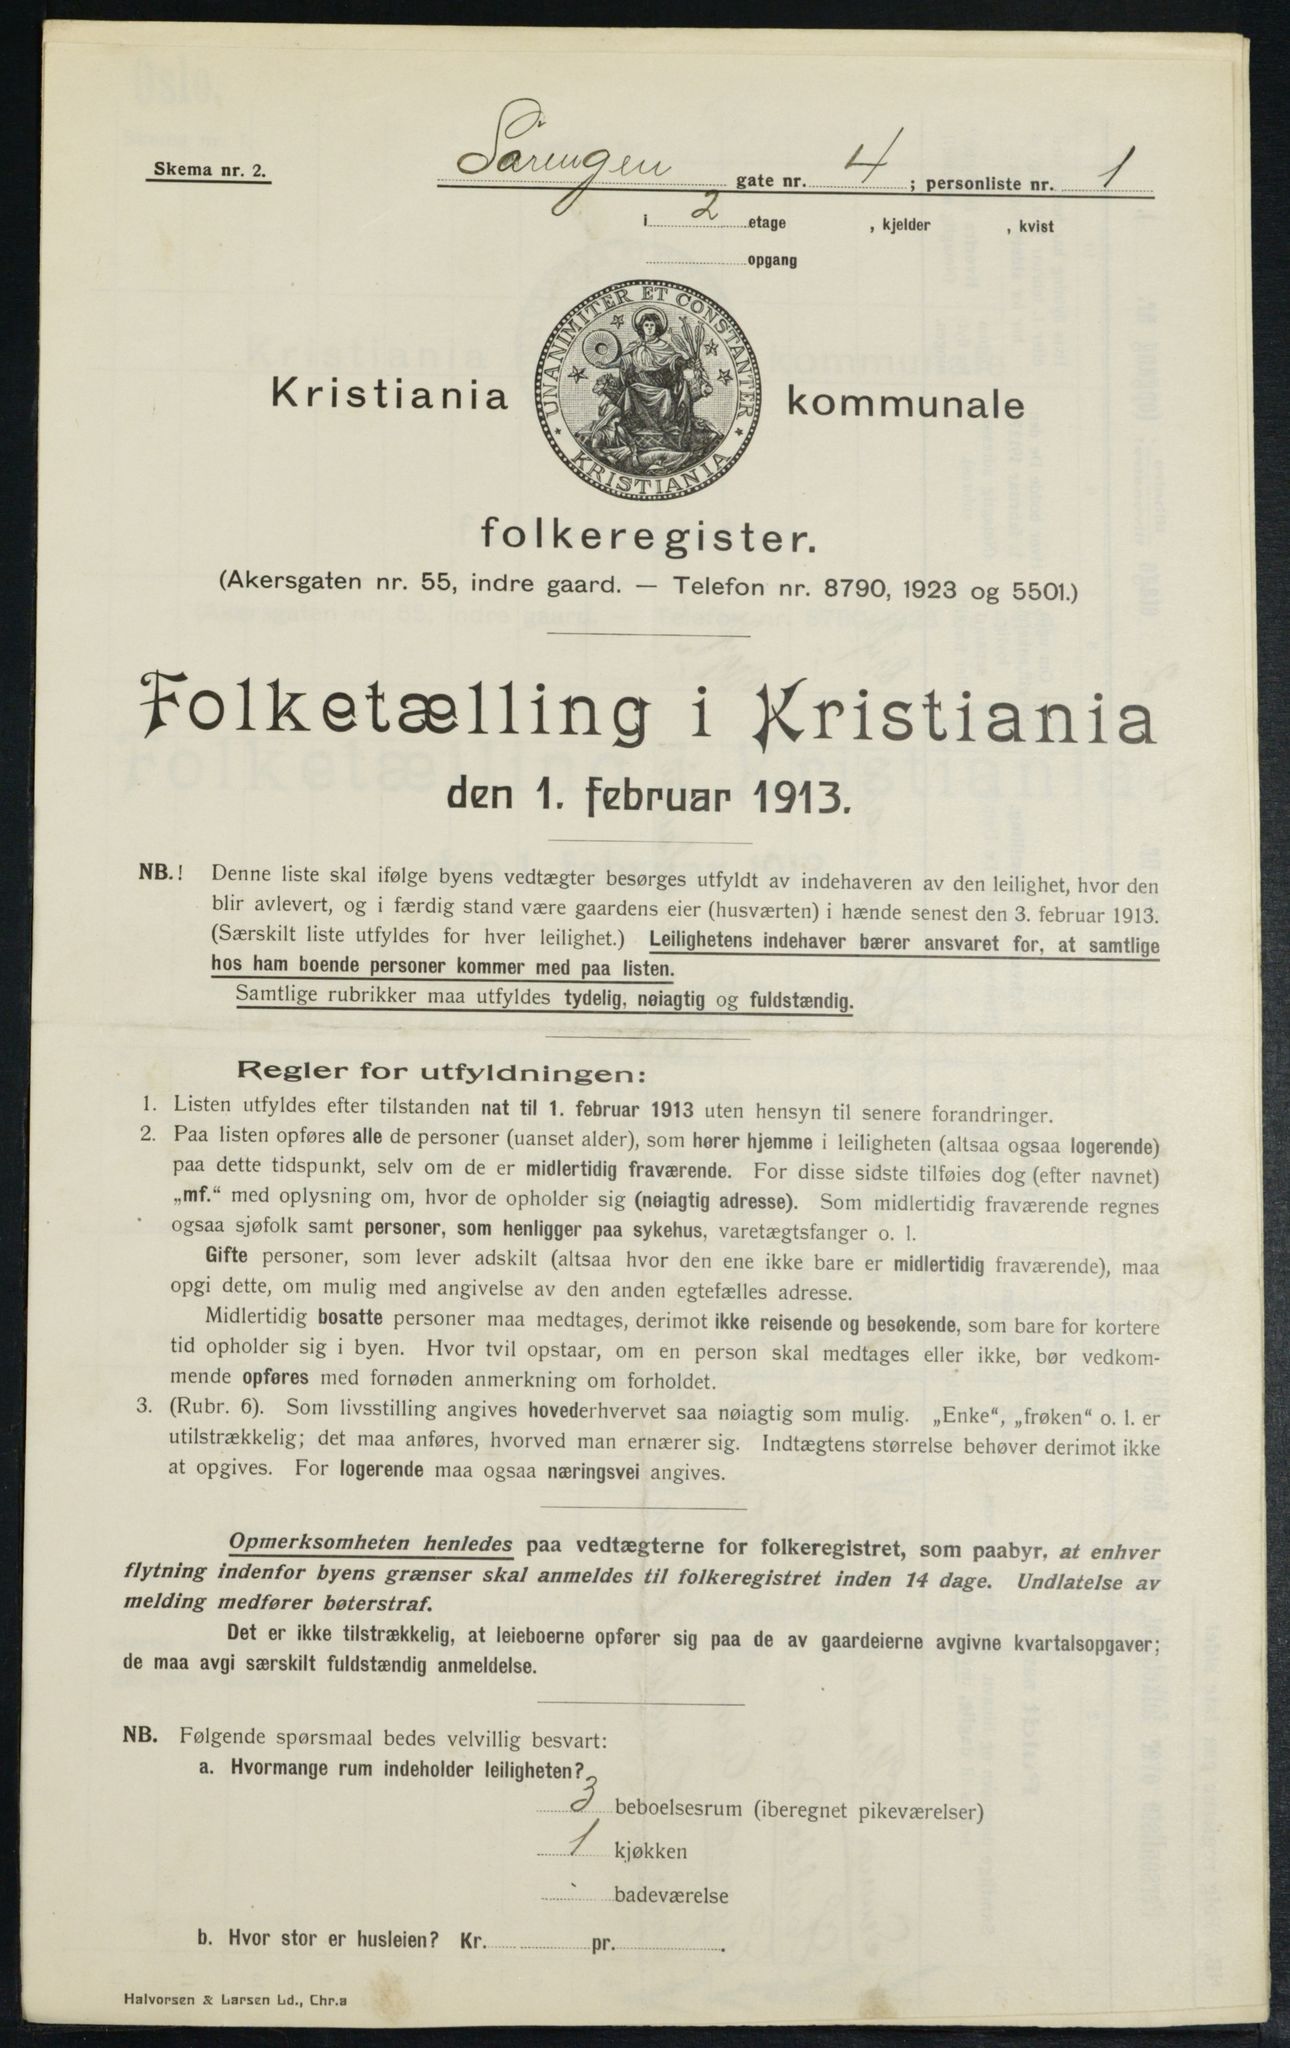 Skema nr. 2. Sørengen gate nr. 4; personliste nr. 1
i 2 etage , kjelder , kvist
opgang
UNANIMITER ET CONSTANTER
KRISTIANIA
Kristiania kommunale
folkeregister.
(Akersgaten nr. 55, indre gaard. — Telefon nr. 8790, 1923 og 5501.)
Folketælling i Kristiania
den 1. februar 1913.
NB.! Denne liste skal ifølge byens vedtægter besørges utfyldt av indehaveren av den leilighet, hvor den
blir avlevert, og i færdig stand være gaardens eier (husværten) i hænde senest den 3. februar 1913.
(Særskilt liste utfyldes for hver leilighet.) Leilighetens indehaver bærer ansvaret for, at samtlige
hos ham boende personer kommer med paa listen.
Samtlige rubrikker maa utfyldes tydelig, nøiagtig og fuldstændig.
Regler for utfyldningen:
1. Listen utfyldes efter tilstanden nat til 1. februar 1913 uten hensyn til senere forandringer.
2. Paa listen opføres alle de personer (uanset alder), som hører hjemme i leiligheten (altsaa ogsaa logerende)
paa dette tidspunkt, selv om de er midlertidig fraværende. For disse sidste tilføies dog (efter navnet)
„mf.“ med oplysning om, hvor de opholder sig (nøiagtig adresse). Som midlertidig fraværende regnes
ogsaa sjøfolk samt personer, som henligger paa sykehus, varetægtsfanger o. l.
Gifte personer, som lever adskilt (altsaa hvor den ene ikke bare er midlertidig fraværende), maa
opgi dette, om mulig med angivelse av den anden egtefælles adresse.
Midlertidig bosatte personer maa medtages, derimot ikke reisende og besøkende, som bare for kortere
tid opholder sig i byen. Hvor tvil opstaar, om en person skal medtages eller ikke, bør vedkom-
mende opføres med fornøden anmerkning om forholdet.
3. (Rubr. 6). Som livsstilling angives hovederhvervet saa nøiagtig som mulig. „Enke“, „frøken“ o. l. er
utilstrækkelig; det maa anføres, hvorved man ernærer sig. Indtægtens størrelse behøver derimot ikke
at opgives. For logerende maa ogsaa næringsvei angives.
Opmerksomheten henledes paa vedtægterne for folkeregistret, som paabyr, at enhver
flytning indenfor byens grænser skal anmeldes til folkeregistret inden 14 dage. Undlatelse av
melding medfører bøterstraf.
Det er ikke tilstrækkelig, at leieboerne opfører sig paa de av gaardeierne avgivne kvartalsopgaver;
de maa avgi særskilt fuldstændig anmeldelse.
NB. Følgende spørsmaal bedes velvillig besvart:
a. Hvormange rum indeholder leiligheten?
3 beboelsesrum (iberegnet pikeværelser)
1 kjøkken
badeværelse
b. Hvor stor er husleien? Kr. pr. .
Halvorsen & Larsen Ld., Chr.a